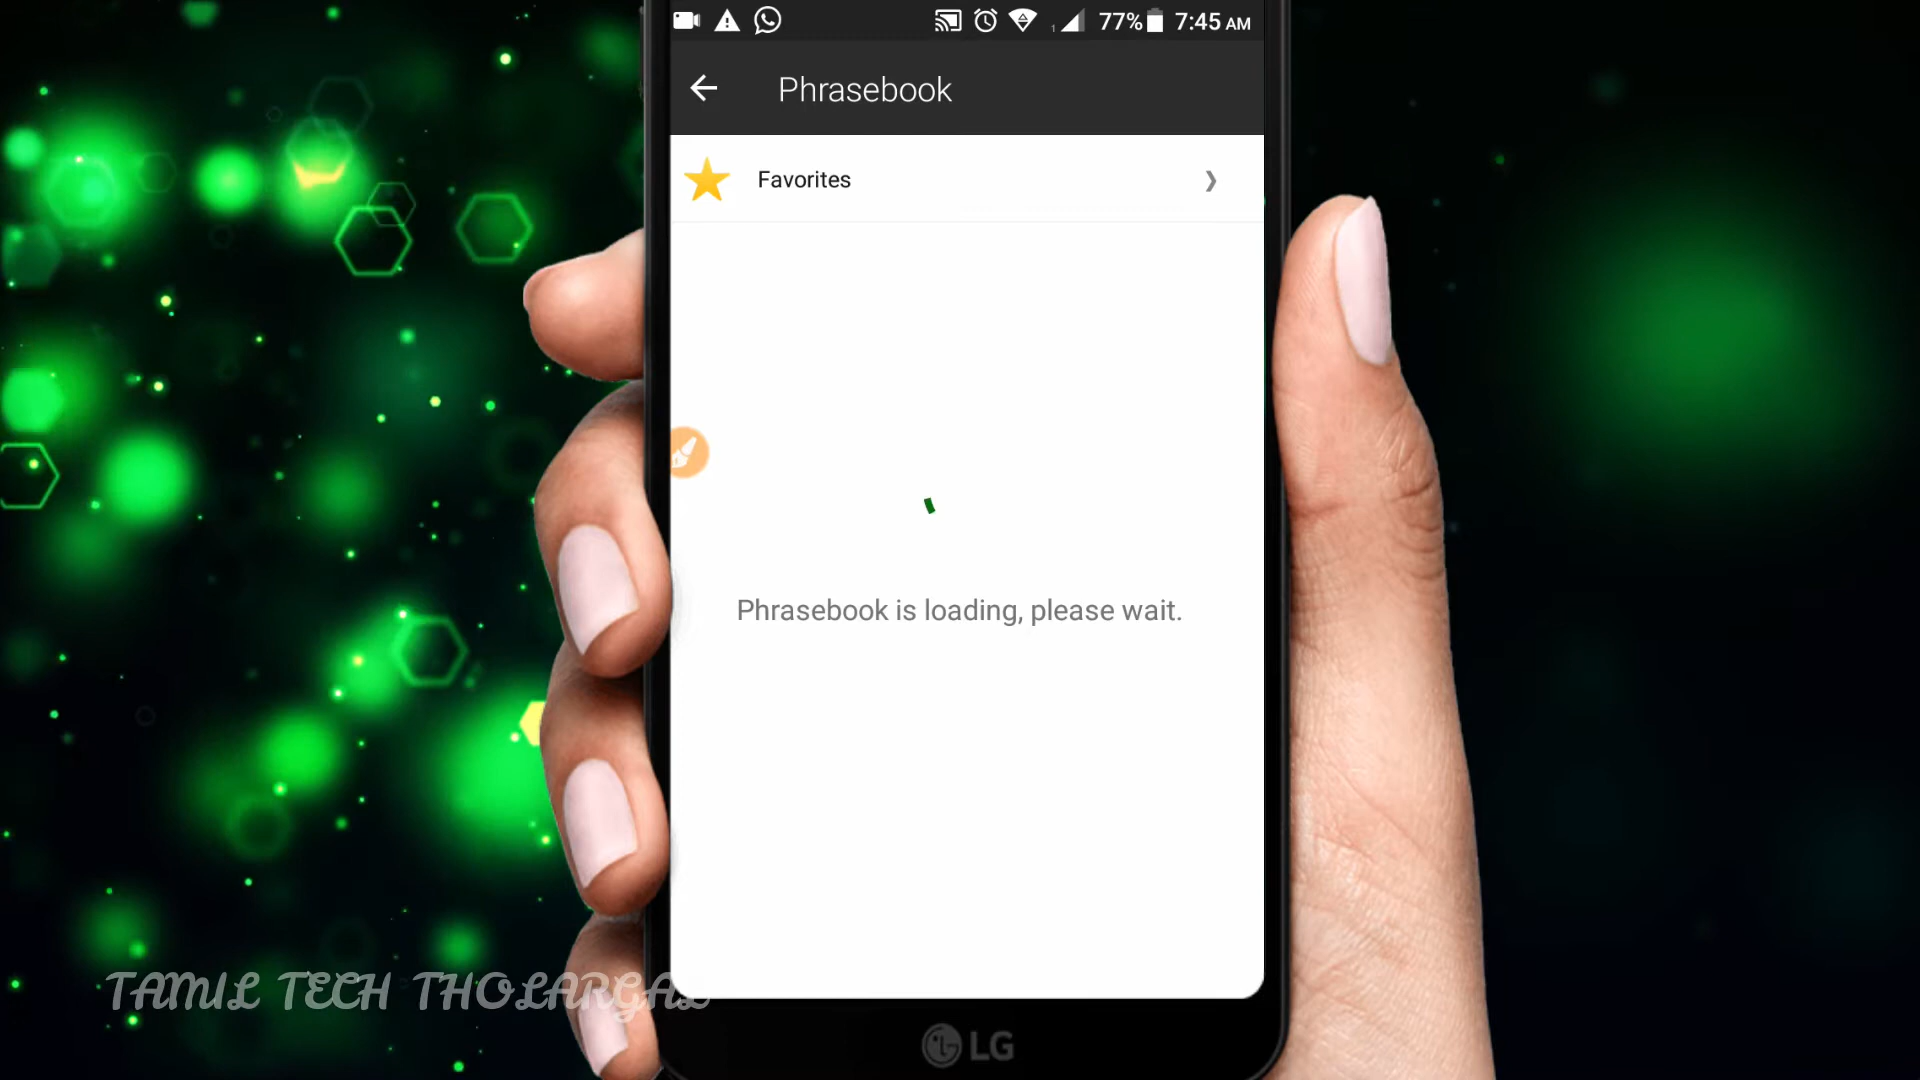 77% 7:45 AM
Phrasebook
Favorites
Phrasebook is loading, please wait.
TAMIL TECH THOLARGAL
LG